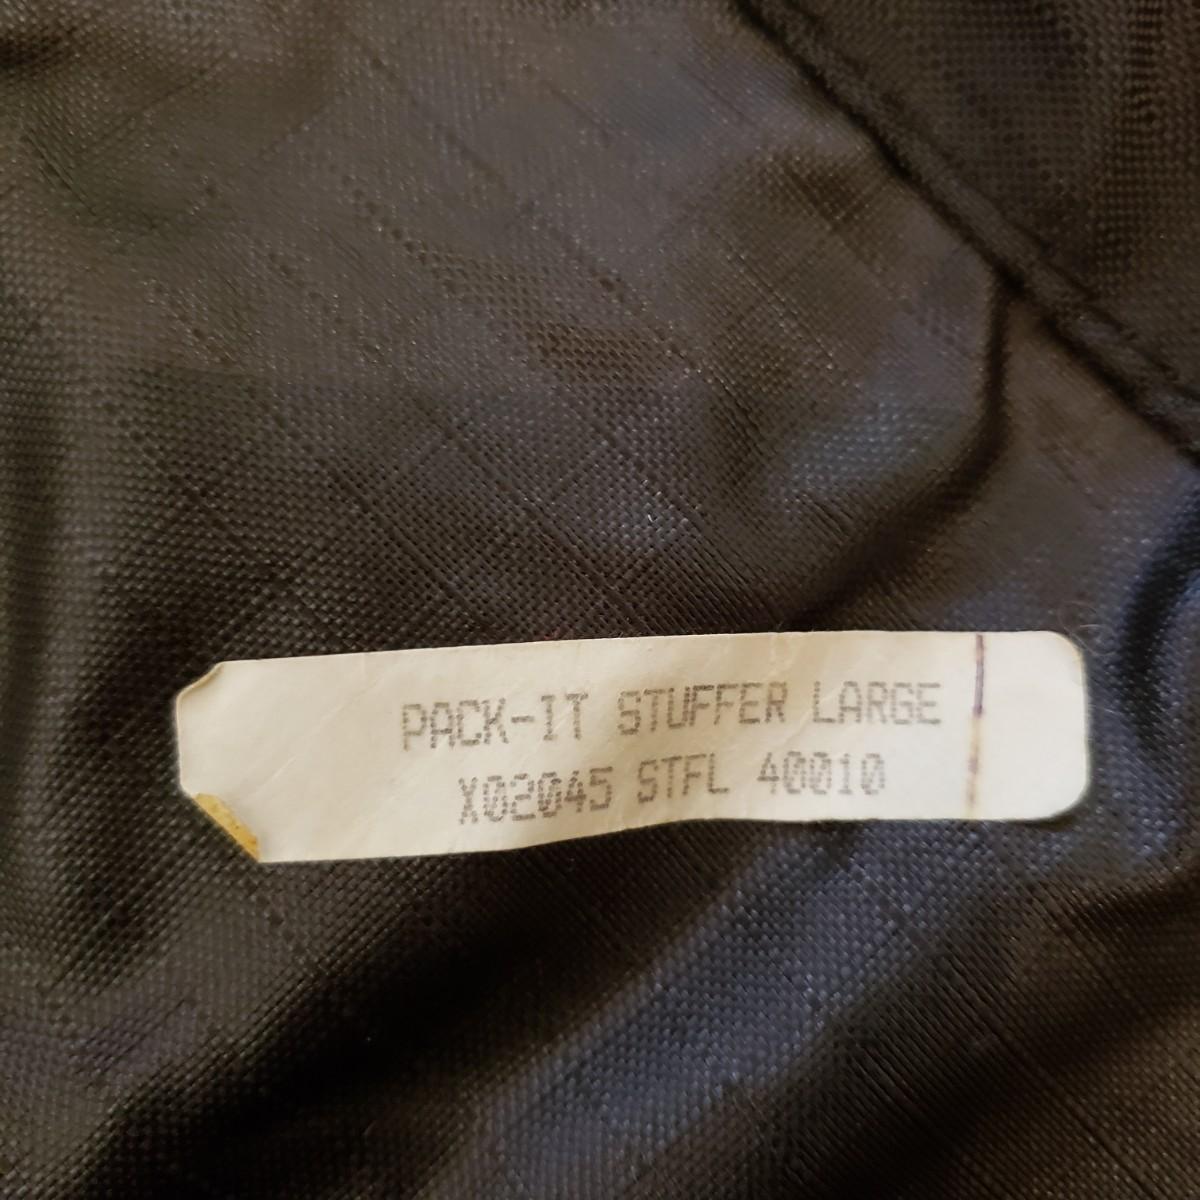 PACK-IT STUFFER LARGE
X02045 STFL 40010